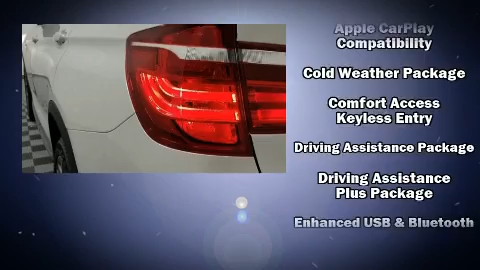 Apple CarPlay
Compatibility
Cold Weather Package
Comfort Access
Keyless Entry
Driving Assistance Package
Driving Assistance
Plus Package
Enhanced USB & Bluetooth